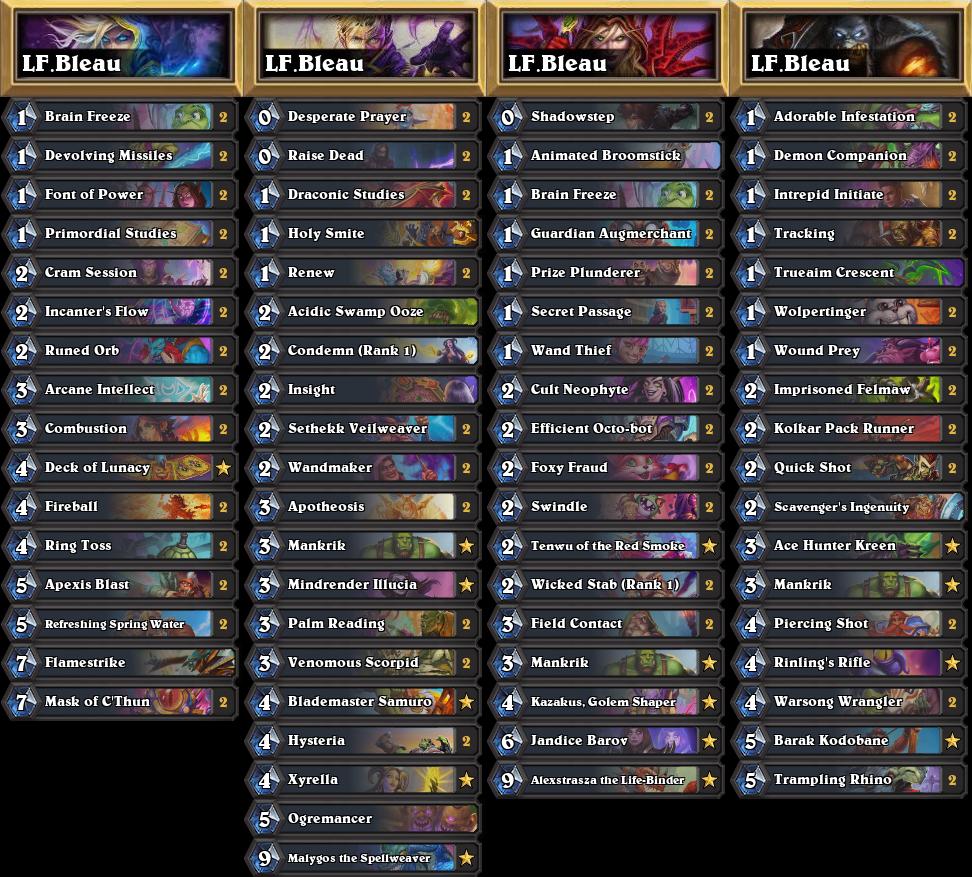 LF.Bleau
1 Brain Freeze 2
1 Devolving Missiles 2
1 Font of Power 2
1 Primordial Studies 2
2 Cram Session 2
2 Incanter's Flow 2
2 Runed Orb 2
3 Arcane Intellect 2
3 Combustion 2
4 Deck of Lunacy
4 Fireball 2
4 Ring Toss 2
5 Apexis Blast 2
5 Refreshing Spring Water 2
7 Flamestrike
7 Mask of C'Thun 2
LF.Bleau
0 Desperate Prayer 2
0 Raise Dead 2
1 Draconic Studies 2
1 Holy Smite
1 Renew 2
2 Acidic Swamp Ooze
2 Condemn (Rank 1)
2 Insight
2 Sethekk Veilweaver 2
2 Wandmaker 2
3 Apotheosis 2
3 Mankrik
3 Mindrender Illucia
3 Palm Reading 2
3 Venomous Scorpid 2
4 Blademaster Samuro
4 Hysteria 2
4 Xyrella
5 Ogremancer
9 Malygos the Spellweaver
LF.Bleau
0 Shadowstep 2
1 Animated Broomstick
1 Brain Freeze 2
1 Guardian Augmerchant 2
1 Prize Plunderer 2
1 Secret Passage 2
1 Wand Thief 2
2 Cult Neophyte 2
2 Efficient Octo-bot 2
2 Foxy Fraud 2
2 Swindle 2
2 Tenwu of the Red Smoke
2 Wicked Stab (Rank 1) 2
3 Field Contact 2
3 Mankrik
4 Kazakus, Golem Shaper
6 Jandice Barov
9 Alexstrasza the Life-Binder
LF.Bleau
1 Adorable Infestation 2
1 Demon Companion 2
1 Intrepid Initiate 2
1 Tracking 2
1 Trueaim Crescent
1 Wolpertinger 2
1 Wound Prey 2
2 Imprisoned Felmaw 2
2 Kolkar Pack Runner 2
2 Quick Shot 2
2 Scavenger's Ingenuity
3 Ace Hunter Kreen
3 Mankrik
4 Piercing Shot 2
4 Rinling's Rifle
4 Warsong Wrangler 2
5 Barak Kodobane
5 Trampling Rhino 2